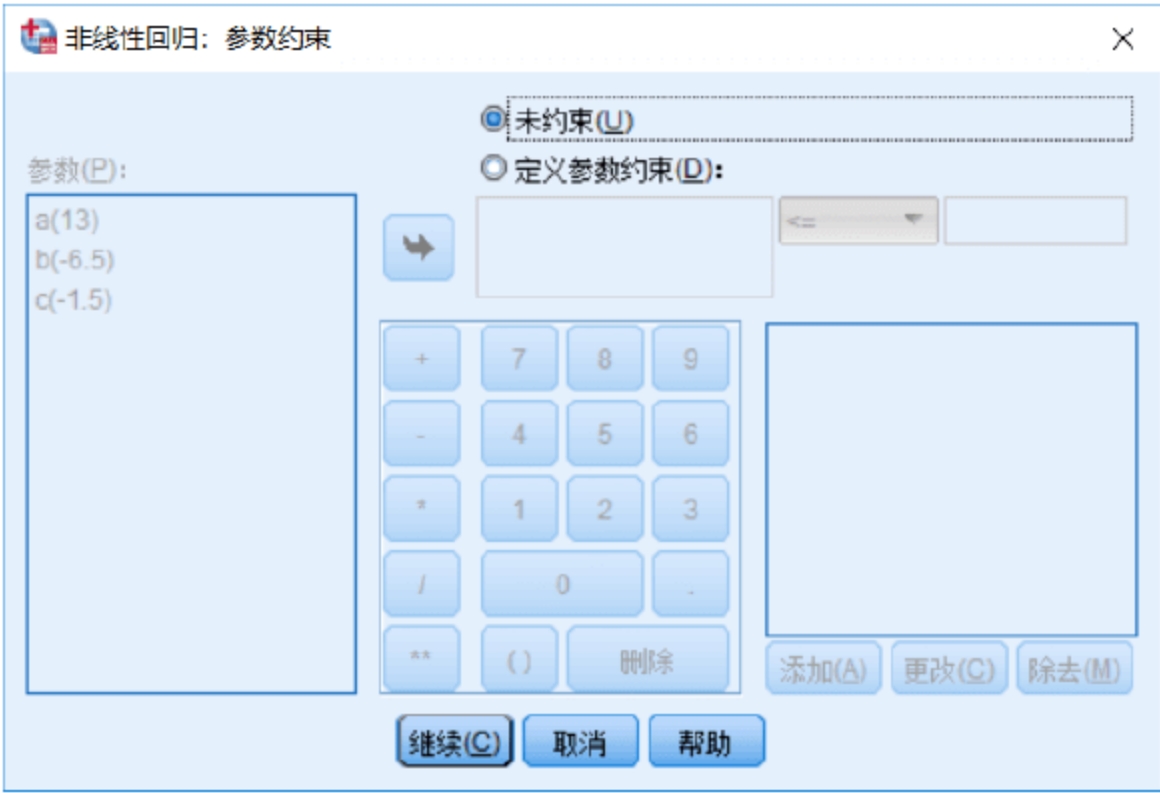 非线性回归：参数约束
未约束(U)
参数(P)：
定义参数约束(D)：
a(13)
b(-6.5)
c(-1.5)
<=
+ 7 8 9
- 4 5 6
* 1 2 3
/ 0 .
** ( ) 删除
添加(A) 更改(C) 除去(M)
继续(C) 取消 帮助